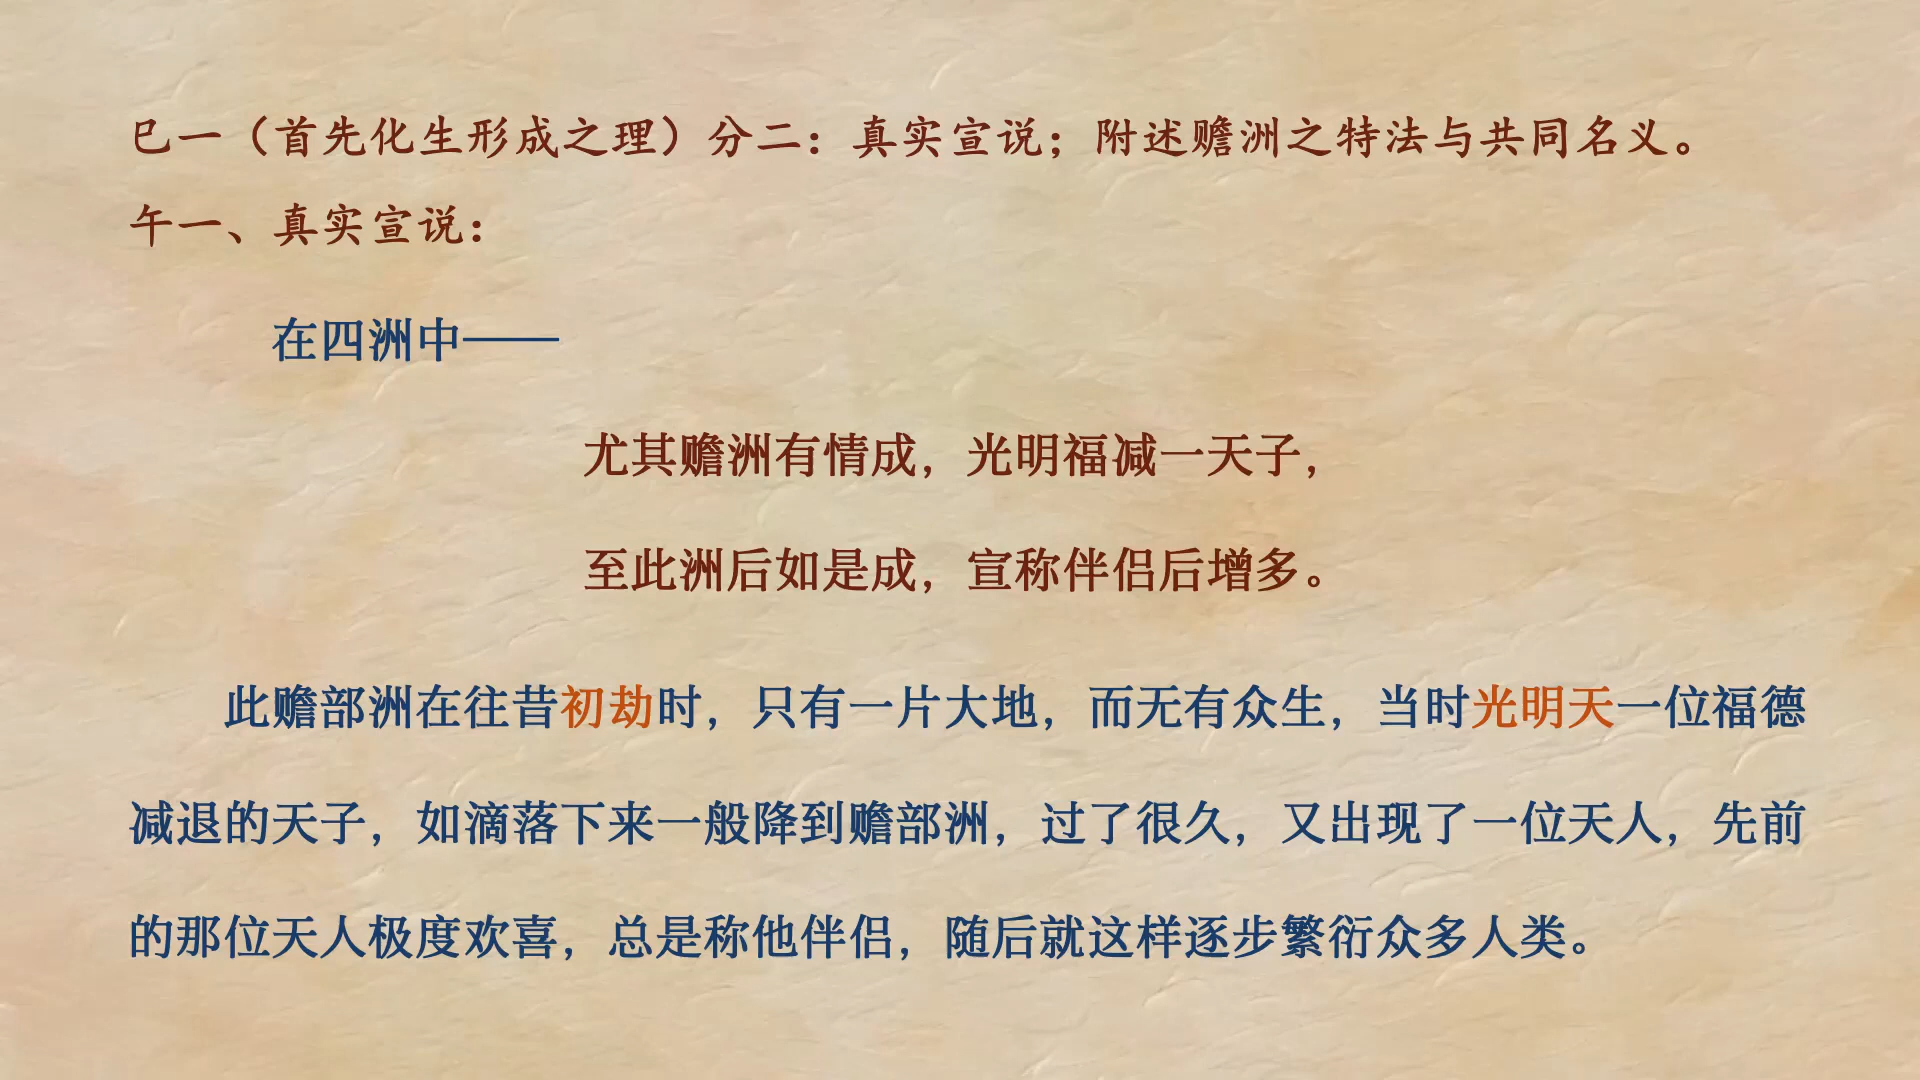 巳一（首先化生形成之理）分二：真实宣说；附述赡洲之特法与共同名义。
午一、真实宣说：
在四洲中——
尤其赡洲有情成，光明福减一天子，
至此洲后如是成，宣称伴侣后增多。
此赡部洲在往昔初劫时，只有一片大地，而无有众生，当时光明天一位福德
减退的天子，如滴落下来一般降到赡部洲，过了很久，又出现了一位天人，先前
的那位天人极度欢喜，总是称他伴侣，随后就这样逐步繁衍众多人类。